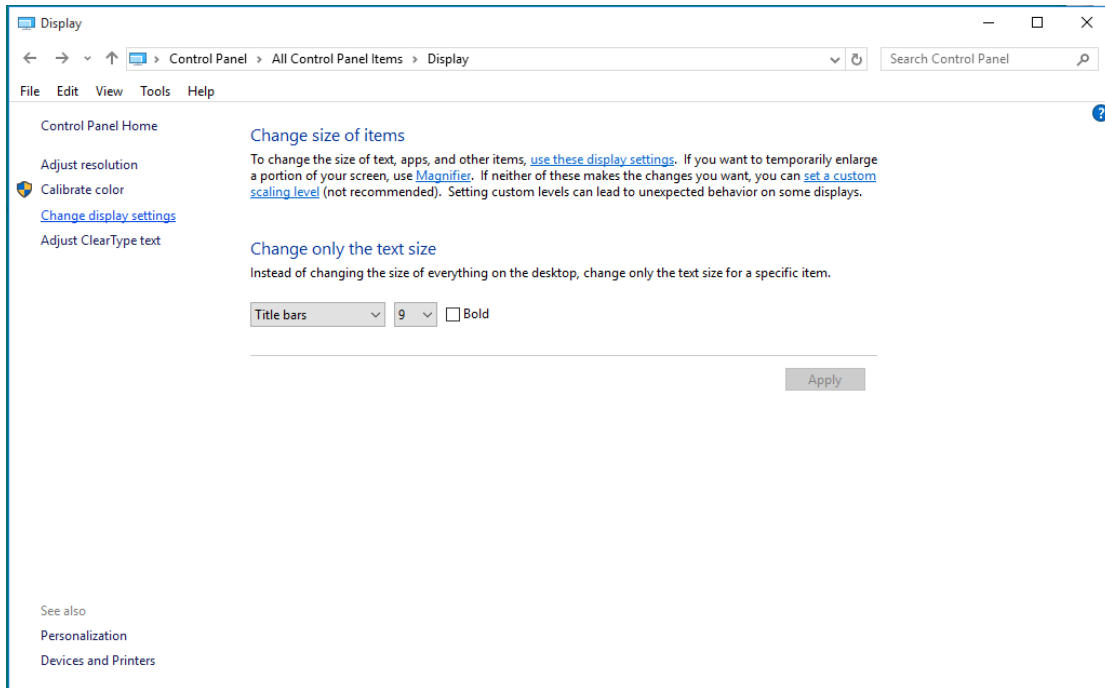 Display
Control Panel > All Control Panel Items > Display
Search Control Panel
File Edit View Tools Help
Control Panel Home
Adjust resolution
Calibrate color
Change display settings
Adjust ClearType text
Change size of items
To change the size of text, apps, and other items, use these display settings. If you want to temporarily enlarge
a portion of your screen, use Magnifier. If neither of these makes the changes you want, you can set a custom
scaling level (not recommended). Setting custom levels can lead to unexpected behavior on some displays.
Change only the text size
Instead of changing the size of everything on the desktop, change only the text size for a specific item.
Title bars 9 Bold
Apply
See also
Personalization
Devices and Printers